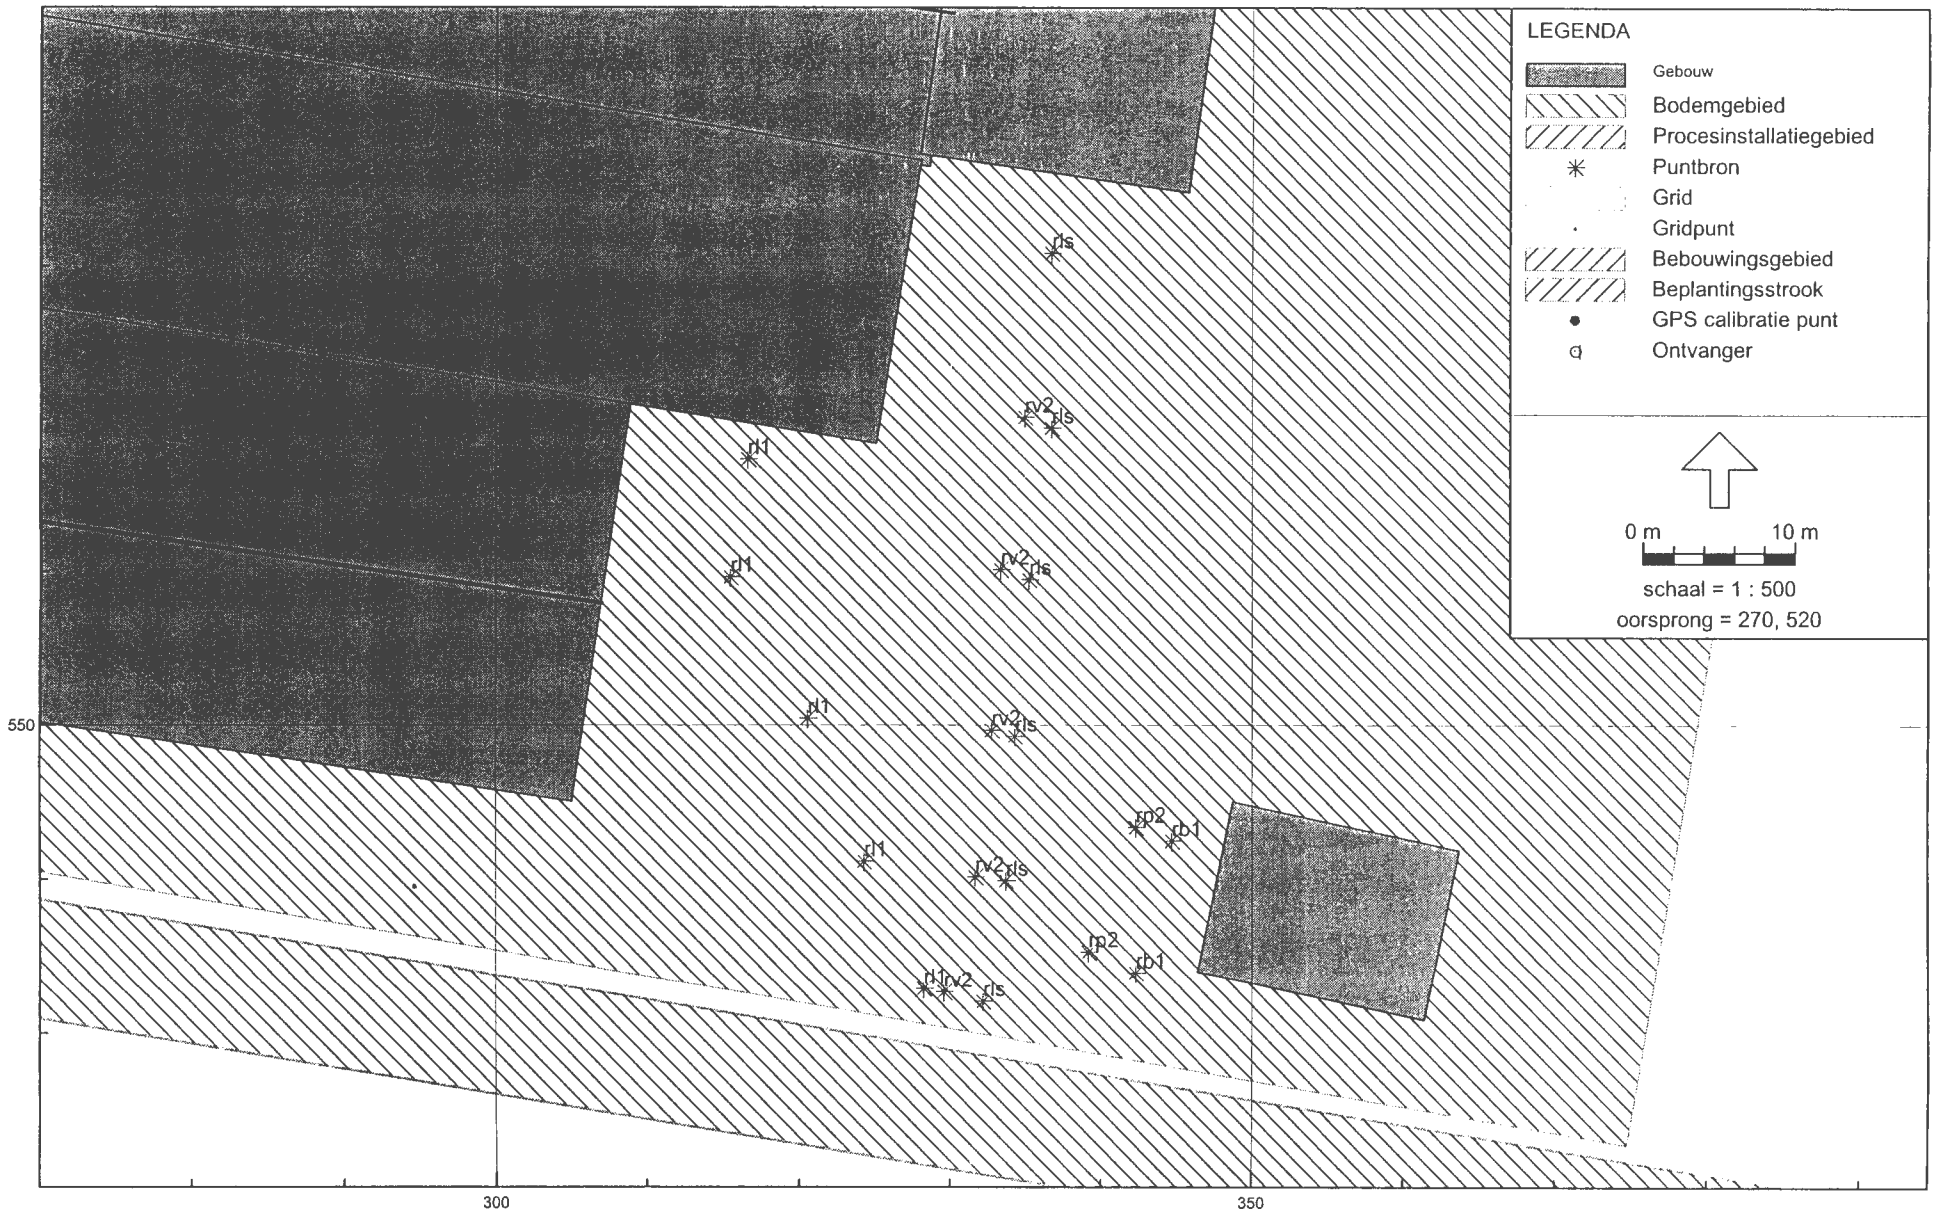 LEGENDA
Gebouw
Bodemgebied
Procesinstallatiegebied
Puntbron
Grid
Gridpunt
Bebouwingsgebied
Beplantingsstrook
GPS calibratie punt
Ontvanger
0 m 10 m
schaal = 1 : 500
oorsprong = 270, 520
rls
rv2 rls
rl1
rv2 rls
rl1
rl1
rv2 rls
550
rp2 rb1
rl1
rv2 rls
rp2
rb1
rl1 rv2 rls
300 350